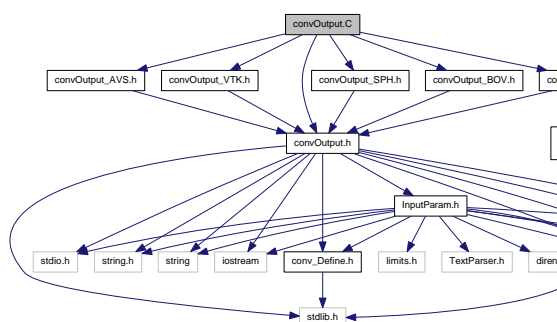 convOutput.C
convOutput_AVS.h convOutput_VTK.h convOutput_SPH.h convOutput_BOV.h
convOutput.h
InputParam.h
stdio.h string.h string iostream conv_Define.h limits.h TextParser.h
stdlib.h